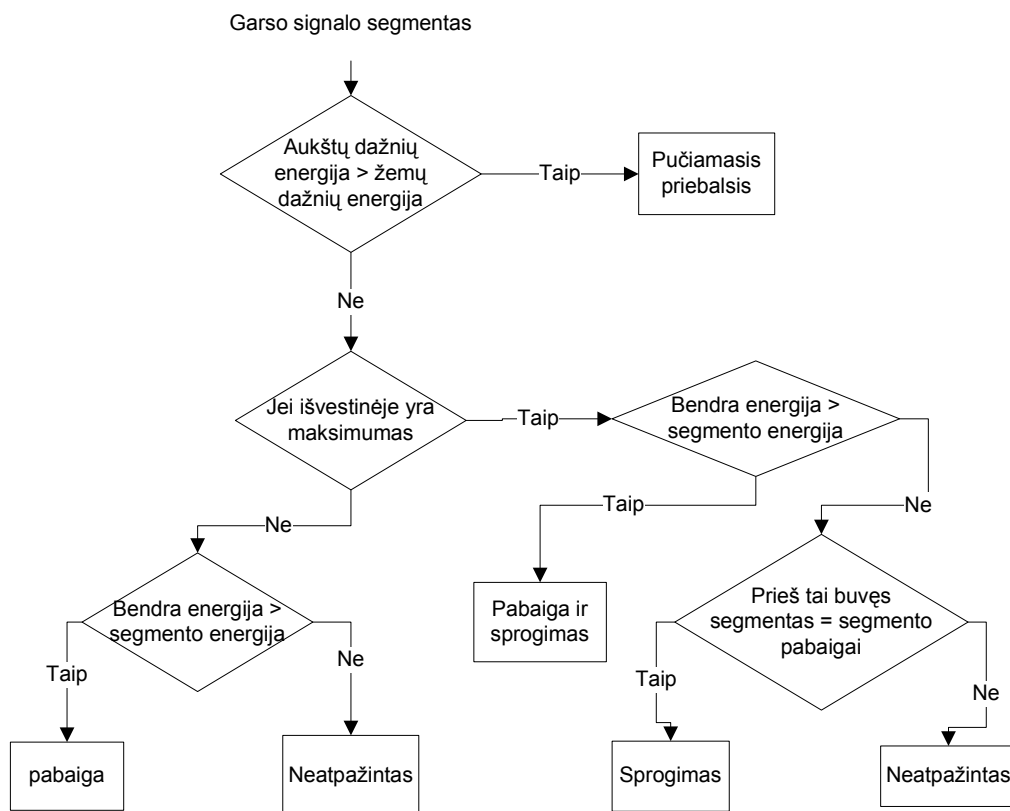 Garso signalo segmentas
Aukštų dažnių
energija > žemų
dažnių energija
Taip
Pučiamasis
priebalsis
Ne
Jei išvestinėje yra
maksimumas
Taip
Bendra energija >
segmento energija
Taip
Ne
Ne
Bendra energija >
segmento energija
Pabaiga ir
sprogimas
Prieš tai buvęs
segmentas = segmento
pabaigai
Taip
Ne
Taip
Ne
pabaiga
Neatpažintas
Sprogimas
Neatpažintas